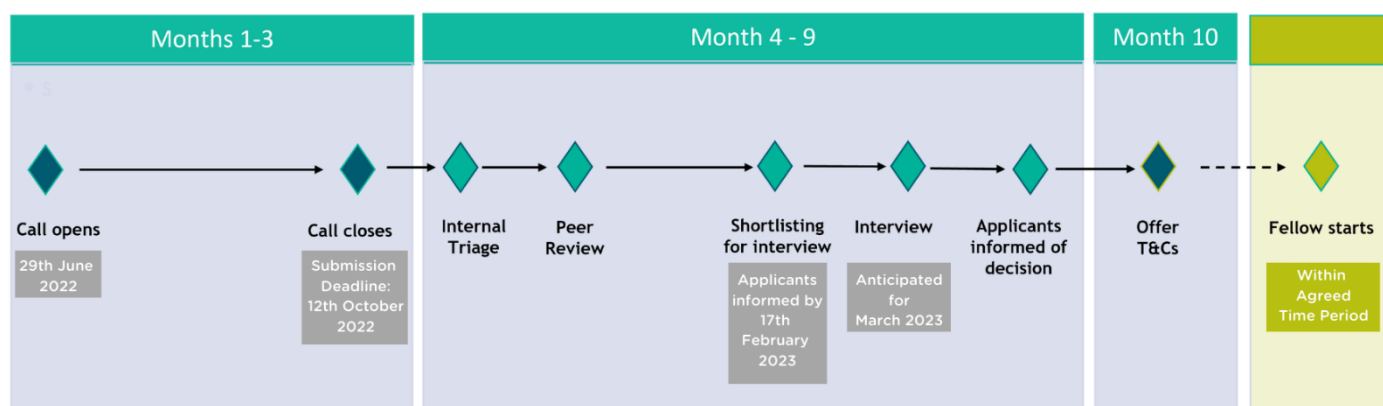 Months 1-3
Month 4 - 9
Month 10
Call opens
29th June
2022
Call closes
Submission
Deadline:
12th October
2022
Internal
Triage
Peer
Review
Shortlisting
for interview
Applicants
informed by
17th
February
2023
Interview
Anticipated
for
March 2023
Applicants
informed of
decision
Offer
T&Cs
Fellow starts
Within
Agreed
Time Period